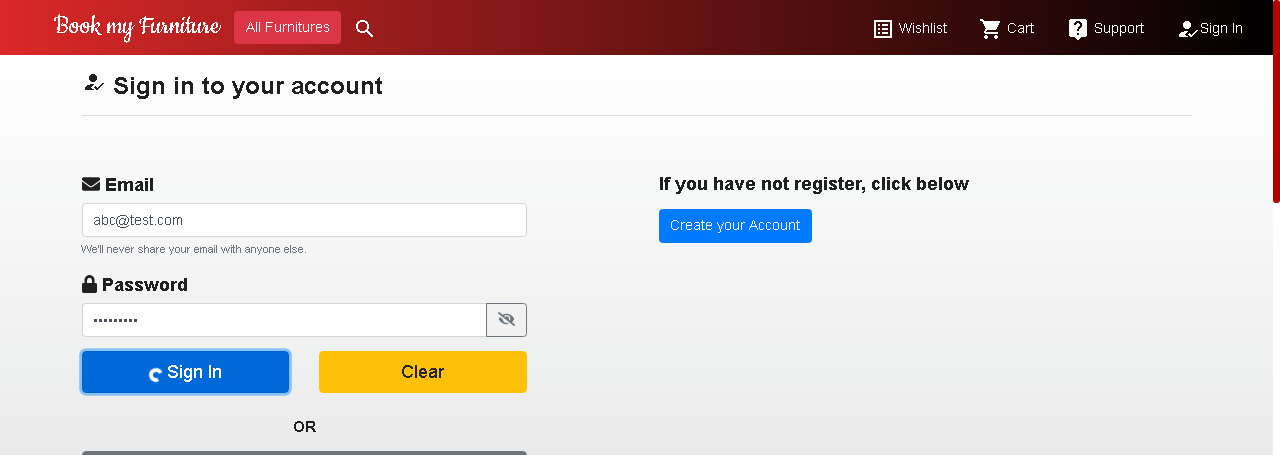 Book my Furniture All Furnitures Wishlist Cart Support Sign In
Sign in to your account
Email
abc@test.com
We'll never share your email with anyone else.
Password
•••••••••
Sign In Clear
OR
If you have not register, click below
Create your Account